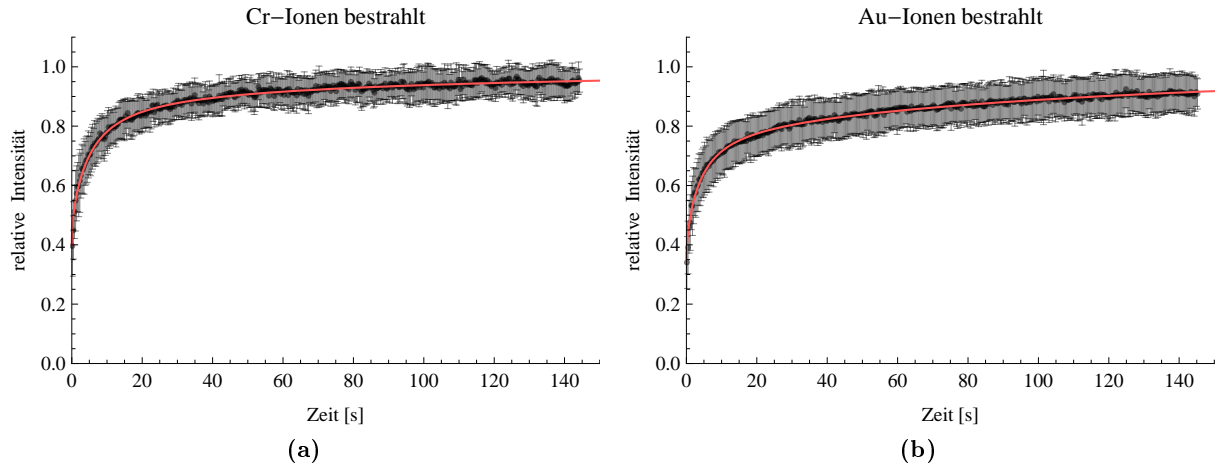 Cr−Ionen bestrahlt
relative Intensität
1.0
0.8
0.6
0.4
0.2
0.0
0 20 40 60 80 100 120 140
Zeit [s]
(a)
Au−Ionen bestrahlt
relative Intensität
1.0
0.8
0.6
0.4
0.2
0.0
0 20 40 60 80 100 120 140
Zeit [s]
(b)